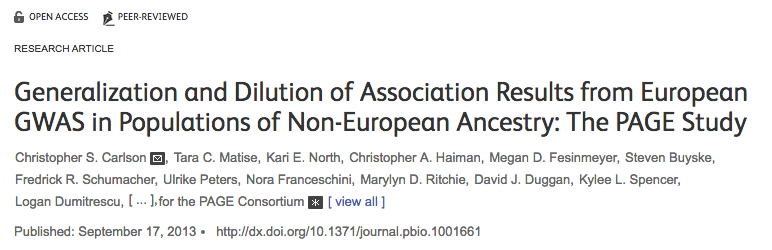 OPEN ACCESS PEER-REVIEWED
RESEARCH ARTICLE
Generalization and Dilution of Association Results from European
GWAS in Populations of Non-European Ancestry: The PAGE Study
Christopher S. Carlson, Tara C. Matise, Kari E. North, Christopher A. Haiman, Megan D. Fesinmeyer, Steven Buyske,
Fredrick R. Schumacher, Ulrike Peters, Nora Franceschini, Marylyn D. Ritchie, David J. Duggan, Kylee L. Spencer,
Logan Dumitrescu, [ ... ], for the PAGE Consortium [ view all ]
Published: September 17, 2013 • http://dx.doi.org/10.1371/journal.pbio.1001661